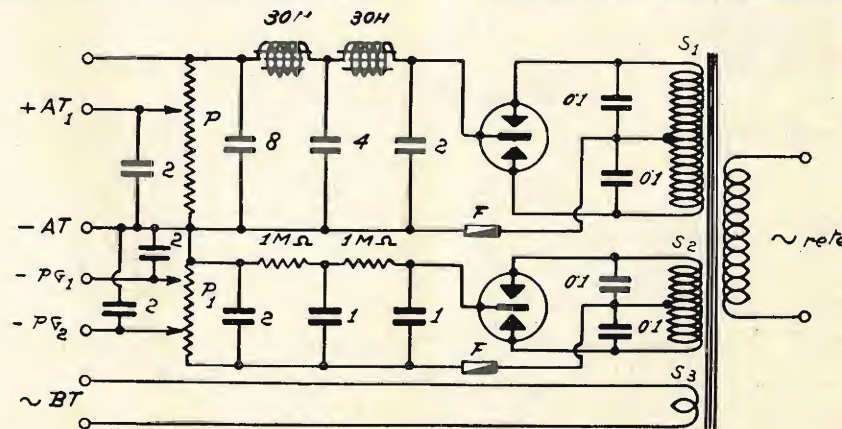 30H 30H
S1
+ AT1
P
0.1
2 8 4 2
0.1
- AT
F
2 1MΩ 1MΩ
~ rete
S2
- PG1
P1
0.1
2 2 1 1
0.1
- PG2
F
S3
~ BT